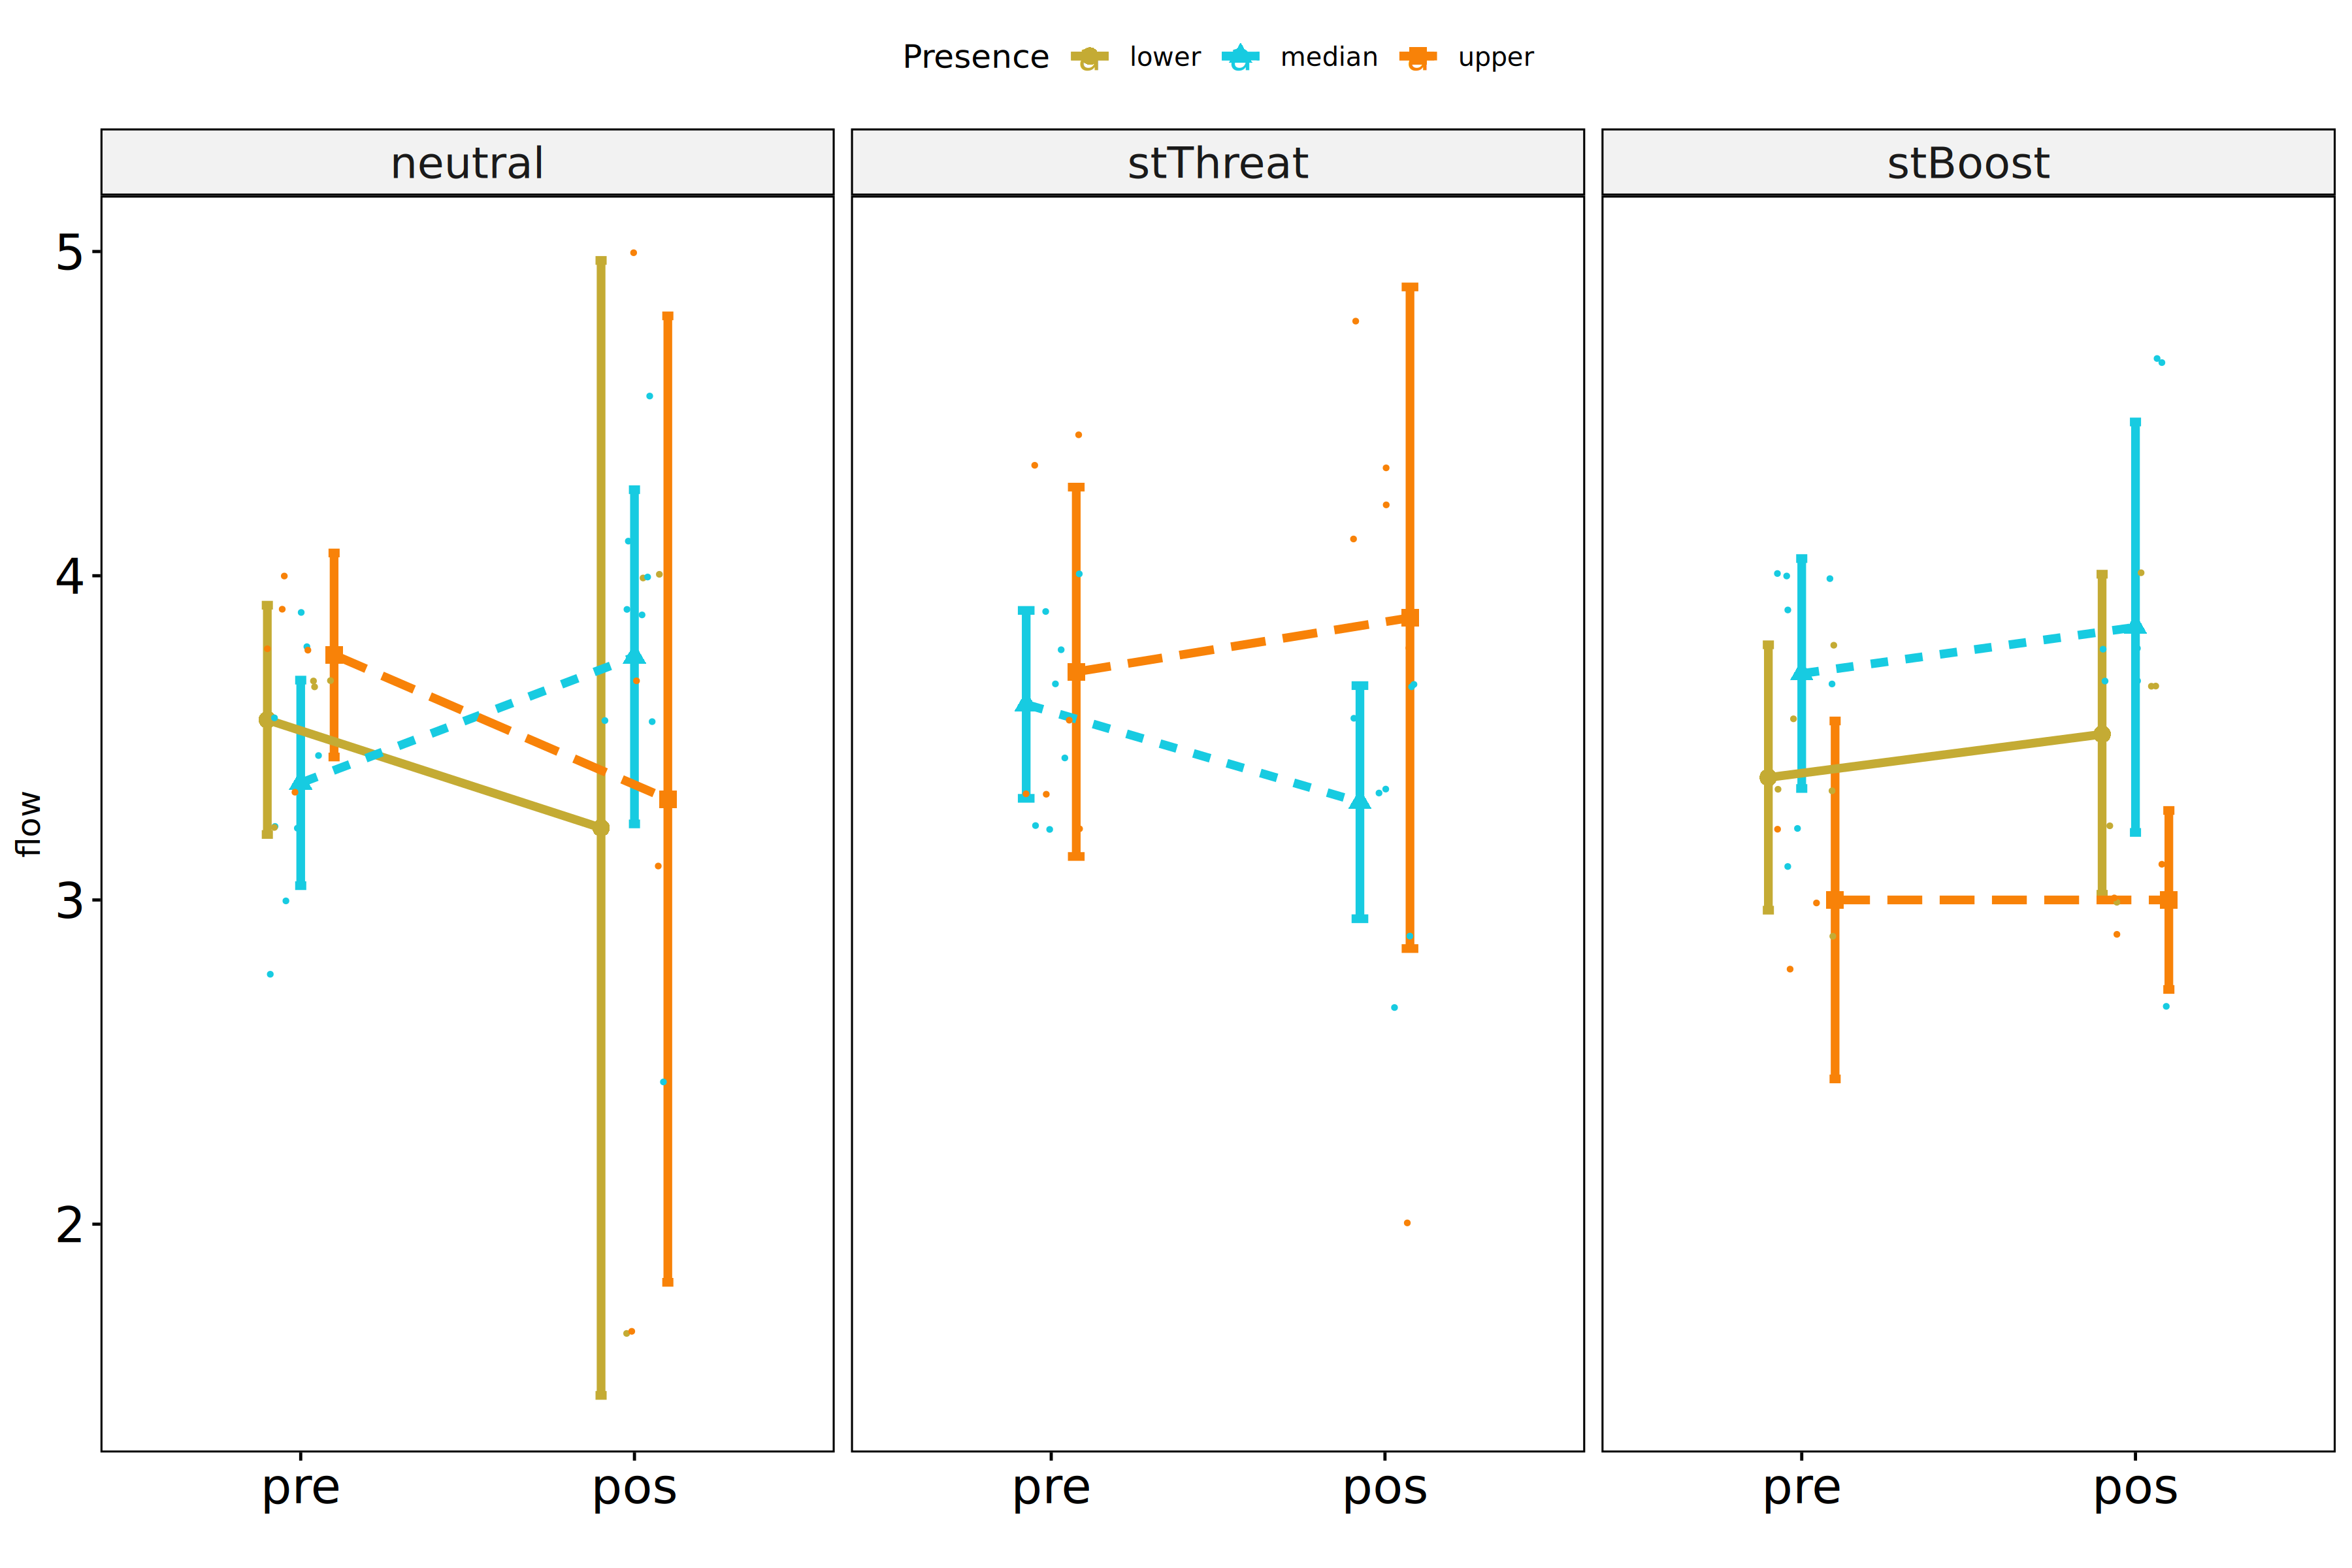 Presence lower median upper
neutral stThreat stBoost
5
4
3
2
flow
pre pos pre pos pre pos